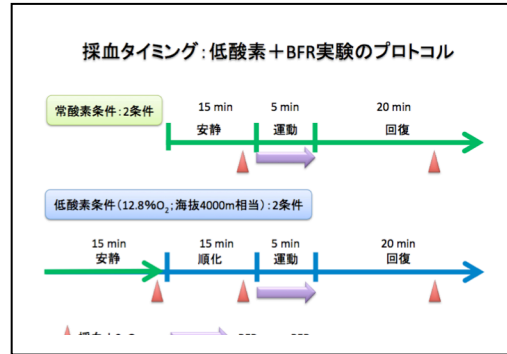 採血タイミング：低酸素＋BFR実験のプロトコル
常酸素条件：2条件
15 min 5 min 20 min
安静 運動 回復
低酸素条件（12.8%O₂；海抜4000m相当）：2条件
15 min 15 min 5 min 20 min
安静 順化 運動 回復